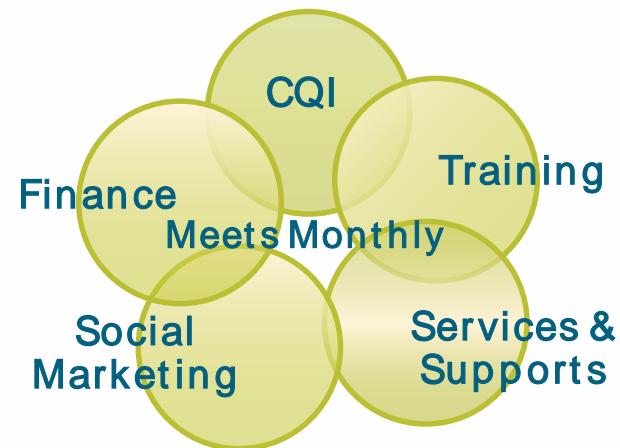 CQI
Training
Finance
Meets Monthly
Social
Marketing
Services &
Supports